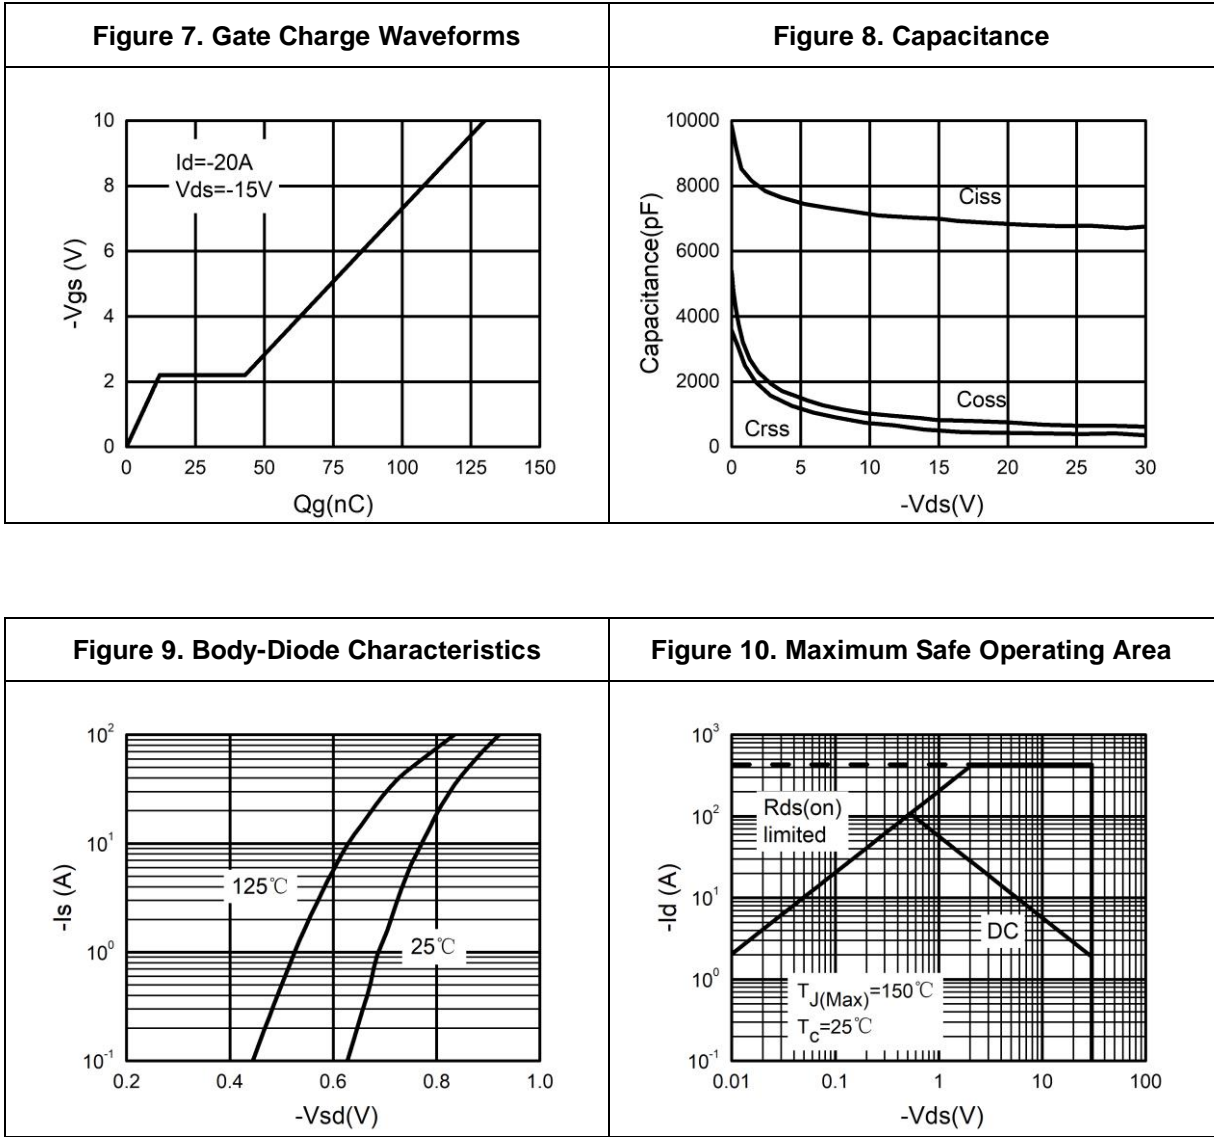 Figure 7. Gate Charge Waveforms
Figure 8. Capacitance
10
8
6
4
2
0
-Vgs (V)
Id=-20A
Vds=-15V
0 25 50 75 100 125 150
Qg(nC)
10000
8000
6000
4000
2000
0
Capacitance(pF)
Ciss
Coss
Crss
0 5 10 15 20 25 30
-Vds(V)
Figure 9. Body-Diode Characteristics
Figure 10. Maximum Safe Operating Area
10²
10¹
10⁰
10⁻¹
-Is (A)
125℃
25℃
0.2 0.4 0.6 0.8 1.0
-Vsd(V)
10³
10²
10¹
10⁰
10⁻¹
-Id (A)
Rds(on)
limited
DC
TJ(Max)=150℃
Tc=25℃
0.01 0.1 1 10 100
-Vds(V)